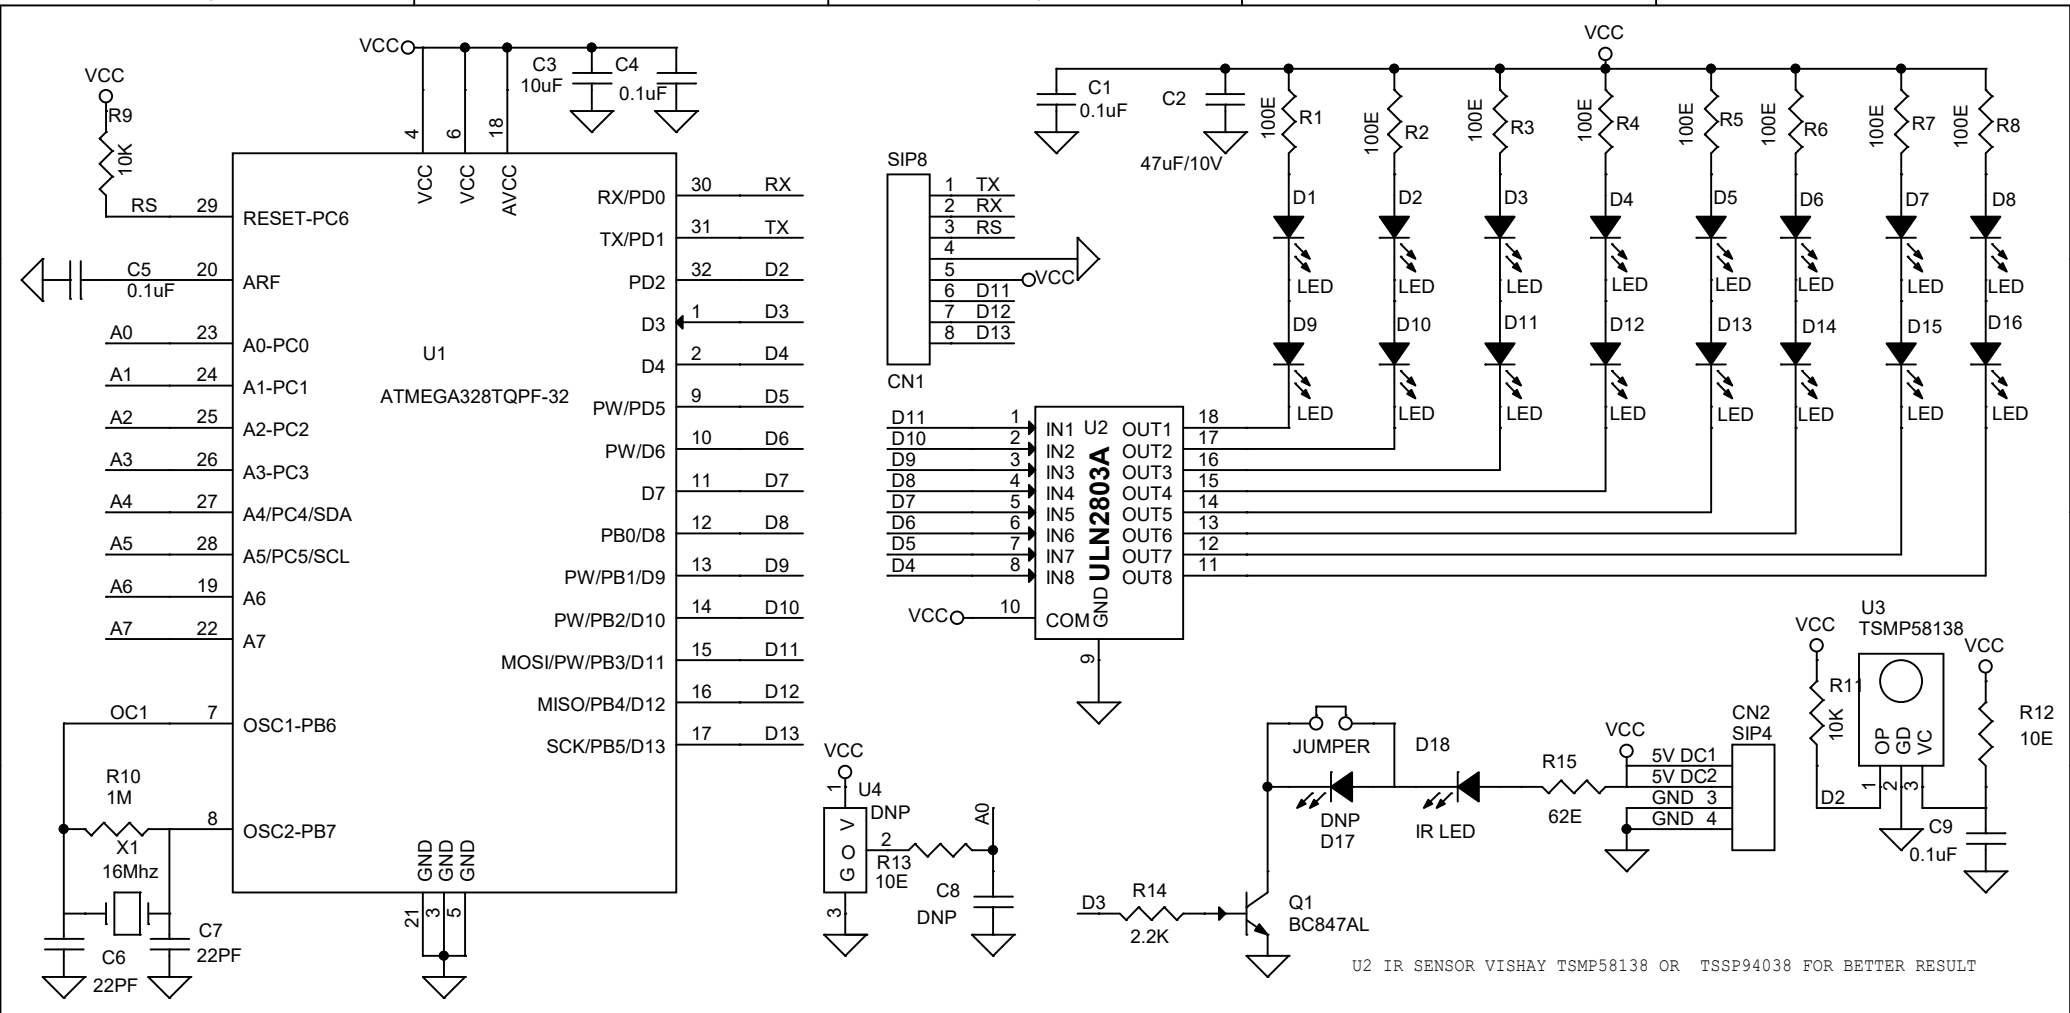 VCC
R9
10K
RS 29
RESET-PC6
VCC
4
6
18
VCC
VCC
AVCC
C3
10uF
C4
0.1uF
C5
0.1uF
20
ARF
A0 23
A0-PC0
A1 24
A1-PC1
A2 25
A2-PC2
A3 26
A3-PC3
A4 27
A4/PC4/SDA
A5 28
A5/PC5/SCL
A6 19
A6
A7 22
A7
OC1 7
OSC1-PB6
R10
1M
8
OSC2-PB7
X1
16Mhz
C6
22PF
C7
22PF
U1
ATMEGA328TQPF-32
GND
GND
GND
21
3
5
RX/PD0 30 RX
TX/PD1 31 TX
PD2 32 D2
D3 1 D3
D4 2 D4
PW/PD5 9 D5
PW/D6 10 D6
D7 11 D7
PB0/D8 12 D8
PW/PB1/D9 13 D9
PW/PB2/D10 14 D10
MOSI/PW/PB3/D11 15 D11
MISO/PB4/D12 16 D12
SCK/PB5/D13 17 D13
SIP8
1 TX
2 RX
3 RS
4
5 VCC
6 D11
7 D12
8 D13
CN1
C1
0.1uF
C2
47uF/10V
VCC
100E R1
100E R2
100E R3
100E R4
100E R5
100E R6
100E R7
100E R8
D1 D2 D3 D4 D5 D6 D7 D8
LED LED LED LED LED LED LED LED
D9 D10 D11 D12 D13 D14 D15 D16
LED LED LED LED LED LED LED LED
U2
ULN2803A
D11 1 IN1 OUT1 18
D10 2 IN2 OUT2 17
D9 3 IN3 OUT3 16
D8 4 IN4 OUT4 15
D7 5 IN5 OUT5 14
D6 6 IN6 OUT6 13
D5 7 IN7 OUT7 12
D4 8 IN8 OUT8 11
VCC 10 COM
GND
9
VCC
1
U4
DNP
G O V
2
3
R13
10E
A0
C8
DNP
JUMPER
DNP
D17
D18
IR LED
R15
62E
VCC
CN2
SIP4
5V DC1
5V DC2
GND 3
GND 4
D3
R14
2.2K
Q1
BC847AL
U3
TSMP58138
VCC
R11
10K
D2
OP
GD
VC
1
2
3
VCC
R12
10E
C9
0.1uF
U2 IR SENSOR VISHAY TSMP58138 OR TSSP94038 FOR BETTER RESULT